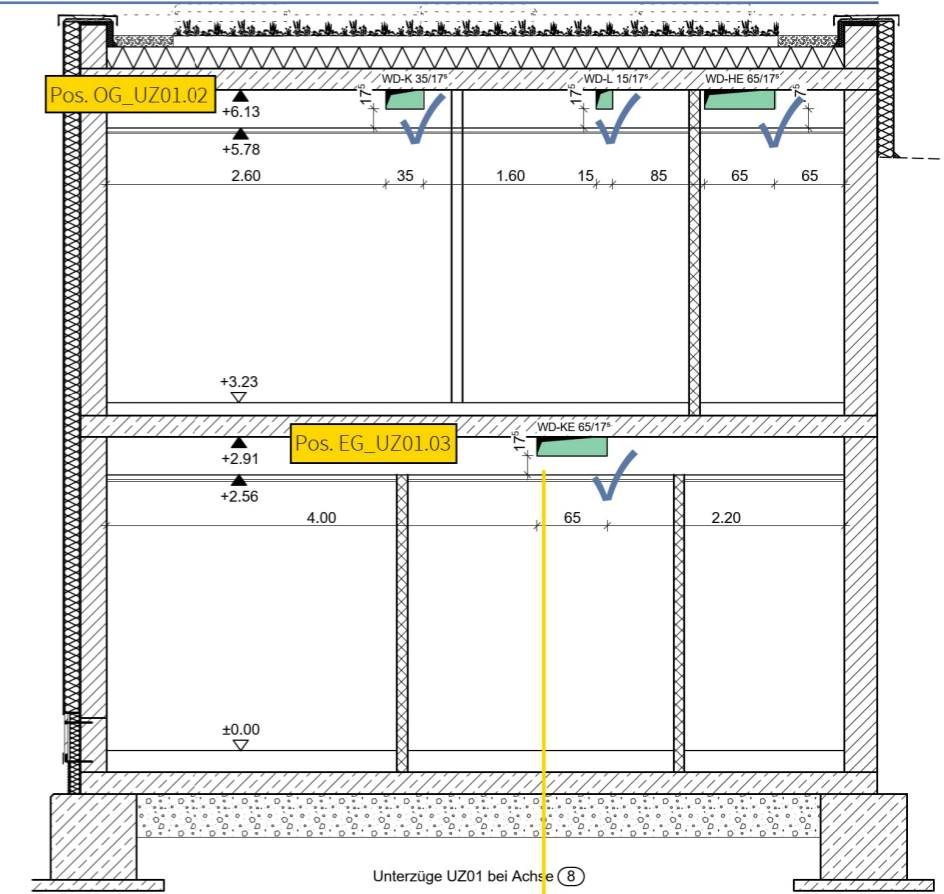 WD-K 35/17⁵ WD-L 15/17⁵ WD-HE 65/17⁵
Pos. OG_UZ01.02
17⁵ 17⁵ 17⁵
+6.13
+5.78
2.60 35 1.60 15 85 65 65
+3.23
WD-KE 65/17⁵
Pos. EG_UZ01.03
17⁵
+2.91
+2.56
4.00 65 2.20
±0.00
Unterzüge UZ01 bei Achse 8